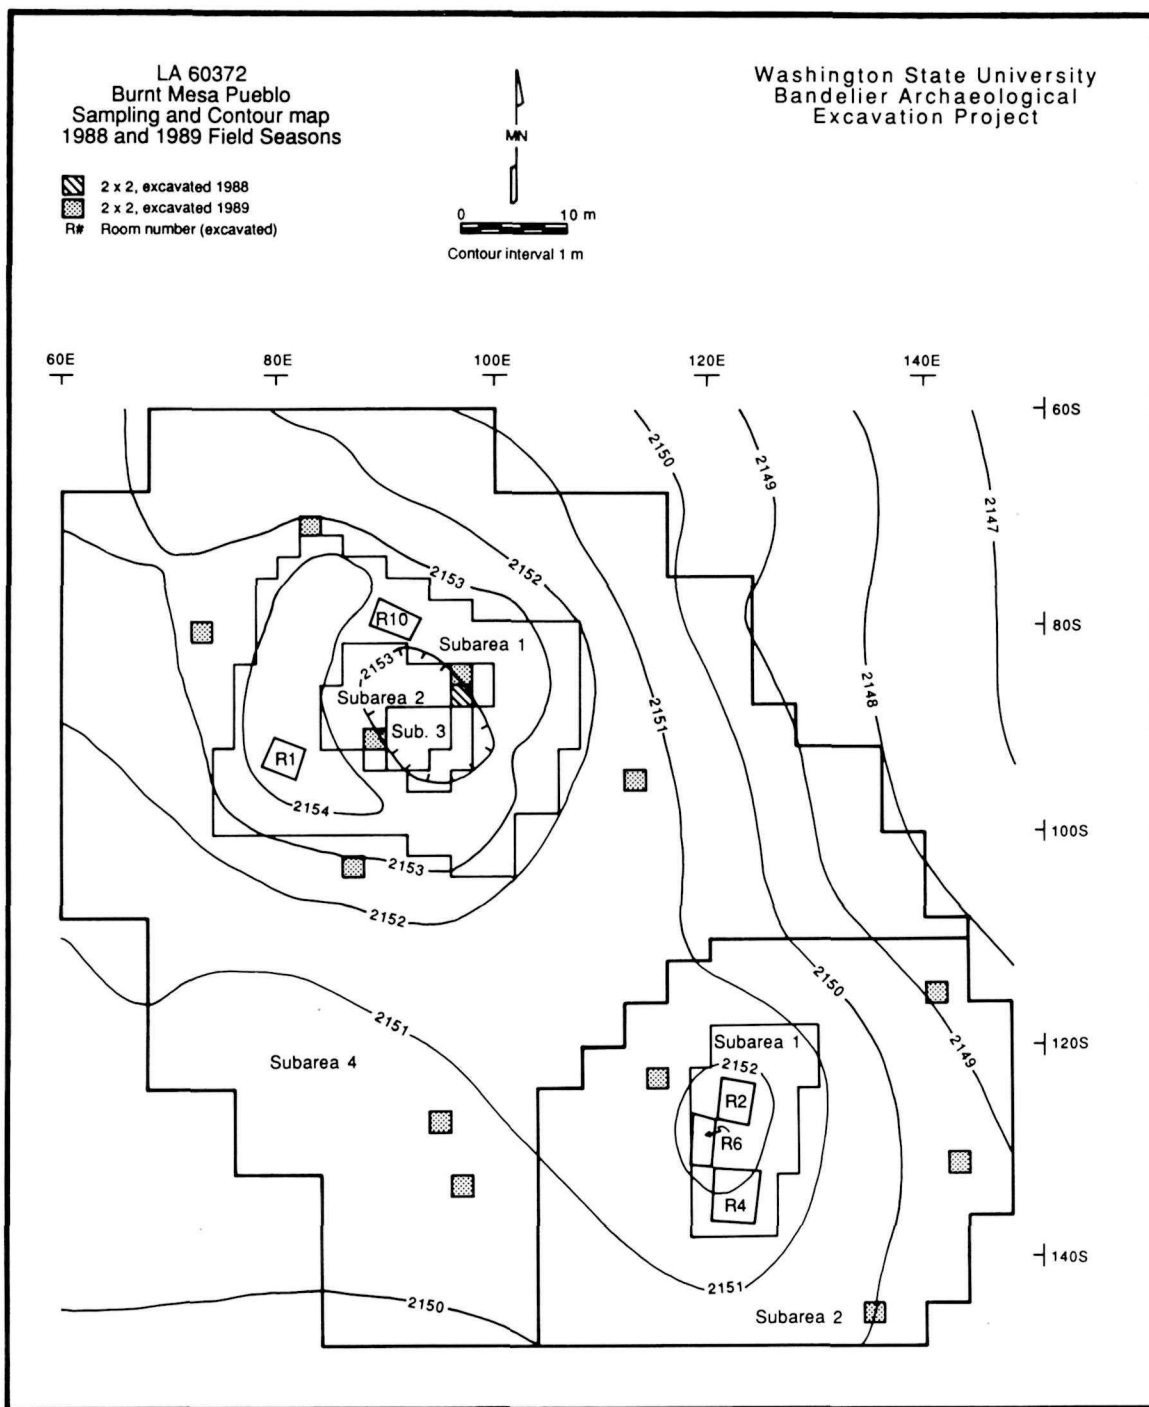 LA 60372
Burnt Mesa Pueblo
Sampling and Contour map
1988 and 1989 Field Seasons
2 x 2, excavated 1988
2 x 2, excavated 1989
R# Room number (excavated)
MN
0 10 m
Contour interval 1 m
Washington State University
Bandelier Archaeological
Excavation Project
60E 80E 100E 120E 140E
60S
2150
2149
2147
2152
2153
R10
80S
Subarea 1
2153
Subarea 2
2148
2151
Sub. 3
R1
2154
100S
2153
2152
2150
2151
Subarea 4
120S
Subarea 1
2149
2152
R2
R6
R4
140S
2151
2150
Subarea 2